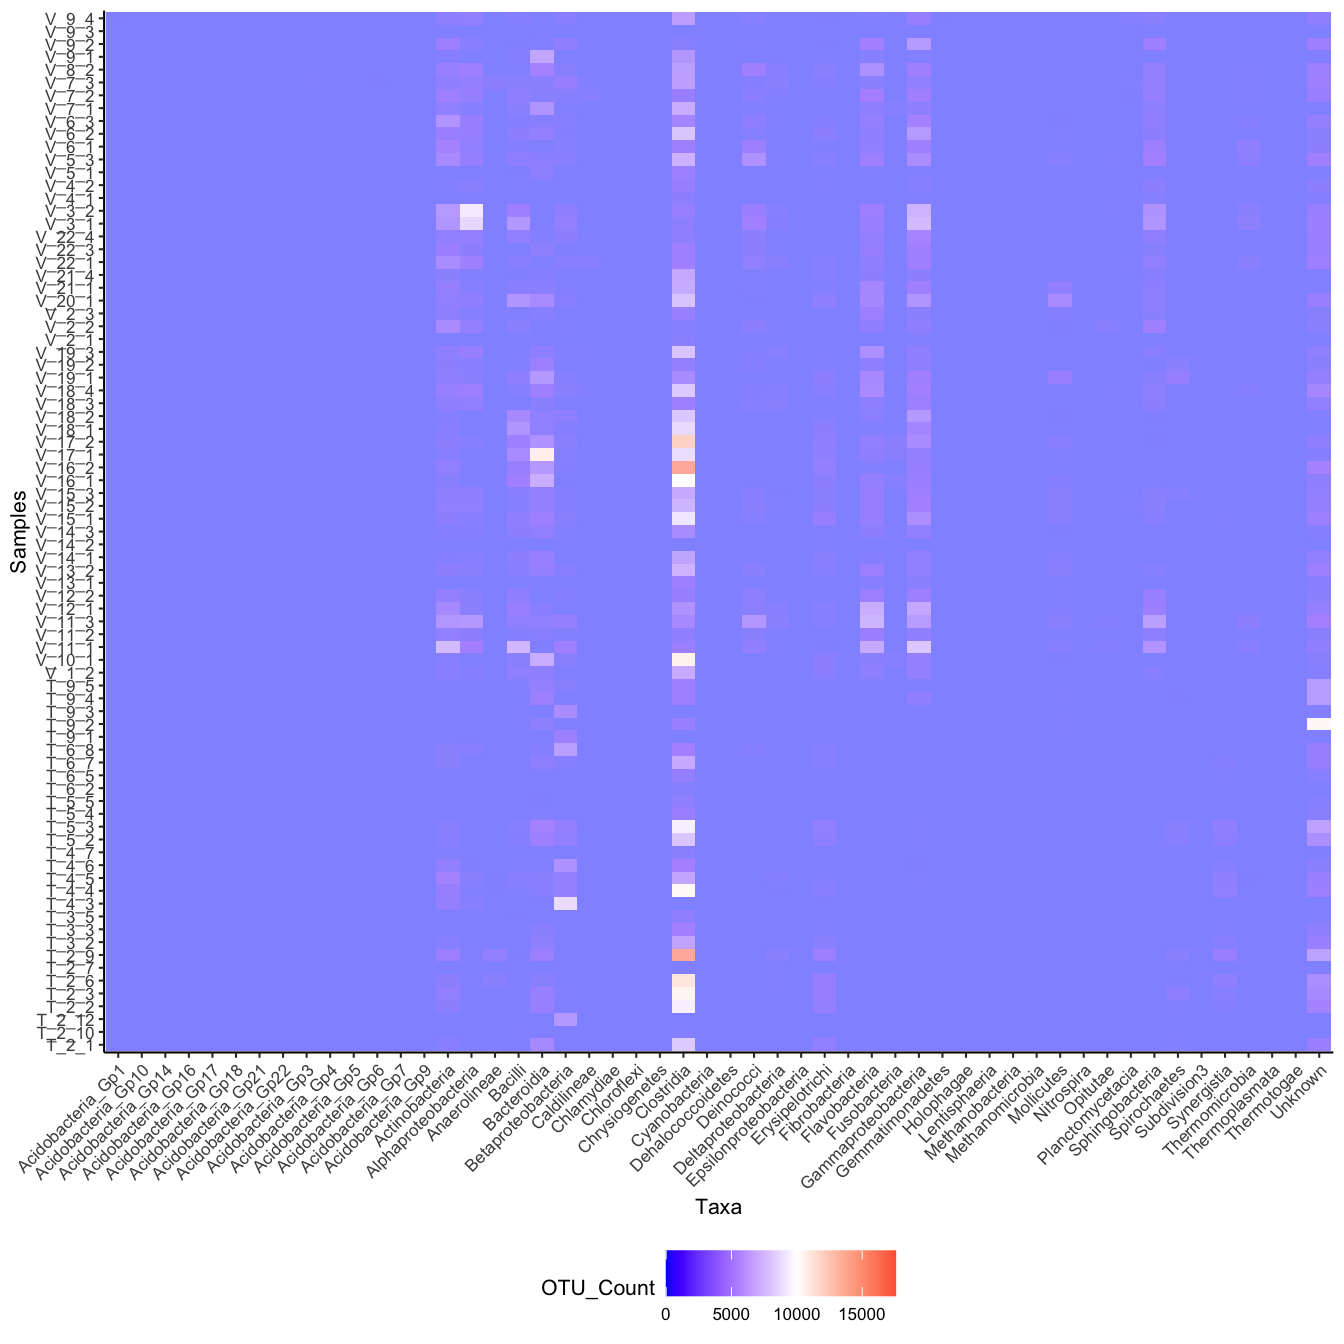 V_9_4
V_9_3
V_9_2
V_9_1
V_8_2
V_7_3
V_7_2
V_7_1
V_6_3
V_6_2
V_6_1
V_5_3
V_5_1
V_4_2
V_4_1
V_3_2
V_3_1
V_22_4
V_22_3
V_22_1
V_21_4
V_21_1
V_20_1
V_2_3
V_2_2
V_2_1
V_19_3
V_19_2
V_19_1
V_18_4
V_18_3
V_18_2
V_18_1
V_17_2
V_17_1
V_16_2
V_16_1
V_15_3
V_15_2
V_15_1
V_14_3
V_14_2
V_14_1
V_13_2
V_13_1
V_12_2
V_12_1
V_11_3
V_11_2
V_11_1
V_10_1
V_1_2
T_9_5
T_9_4
T_9_3
T_9_2
T_9_1
T_6_8
T_6_7
T_6_5
T_6_2
T_5_5
T_5_4
T_5_3
T_5_2
T_4_7
T_4_6
T_4_5
T_4_4
T_4_3
T_3_5
T_3_3
T_3_2
T_2_9
T_2_7
T_2_6
T_2_3
T_2_2
T_2_12
T_2_10
T_2_1
Samples
Acidobacteria_Gp1
Acidobacteria_Gp10
Acidobacteria_Gp14
Acidobacteria_Gp16
Acidobacteria_Gp17
Acidobacteria_Gp18
Acidobacteria_Gp21
Acidobacteria_Gp22
Acidobacteria_Gp3
Acidobacteria_Gp4
Acidobacteria_Gp5
Acidobacteria_Gp6
Acidobacteria_Gp7
Acidobacteria_Gp9
Actinobacteria
Alphaproteobacteria
Anaerolineae
Bacilli
Bacteroidia
Betaproteobacteria
Caldilineae
Chlamydiae
Chloroflexi
Chrysiogenetes
Clostridia
Cyanobacteria
Dehalococcoidetes
Deinococci
Deltaproteobacteria
Epsilonproteobacteria
Erysipelotrichi
Fibrobacteria
Flavobacteria
Fusobacteria
Gammaproteobacteria
Gemmatimonadetes
Holophagae
Lentisphaeria
Methanobacteria
Methanomicrobia
Mollicutes
Nitrospira
Opitutae
Planctomycetacia
Sphingobacteria
Spirochaetes
Subdivision3
Synergistia
Thermomicrobia
Thermoplasmata
Thermotogae
Unknown
Taxa
OTU_Count
0 5000 10000 15000